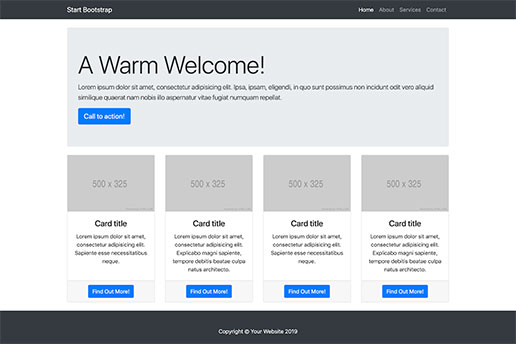 Start Bootstrap
Home About Services Contact
A Warm Welcome!
Lorem ipsum dolor sit amet, consectetur adipisicing elit. Ipsa, ipsam, eligendi, in quo sunt possimus non incidunt odit vero aliquid
similique quaerat nam nobis illo aspernatur vitae fugiat numquam repellat.
Call to action!
500 x 325
500 x 325
500 x 325
500 x 325
Card title
Lorem ipsum dolor sit amet,
consectetur adipisicing elit.
Sapiente esse necessitatibus
neque.
Find Out More!
Card title
Lorem ipsum dolor sit amet,
consectetur adipisicing elit.
Explicabo magni sapiente,
tempore debitis beatae culpa
natus architecto.
Find Out More!
Card title
Lorem ipsum dolor sit amet,
consectetur adipisicing elit.
Sapiente esse necessitatibus
neque.
Find Out More!
Card title
Lorem ipsum dolor sit amet,
consectetur adipisicing elit.
Explicabo magni sapiente,
tempore debitis beatae culpa
natus architecto.
Find Out More!
Copyright © Your Website 2019